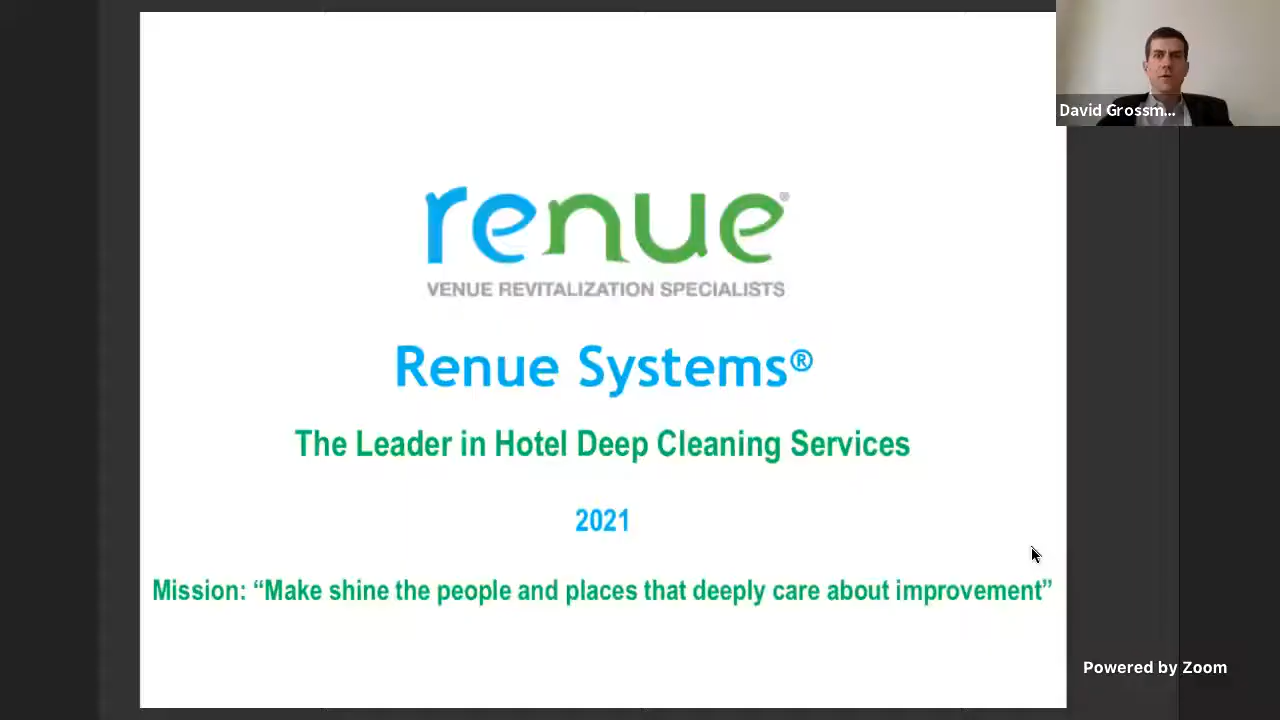 renue®
VENUE REVITALIZATION SPECIALISTS
Renue Systems®
The Leader in Hotel Deep Cleaning Services
2021
Mission: “Make shine the people and places that deeply care about improvement”
David Grossm...
Powered by Zoom